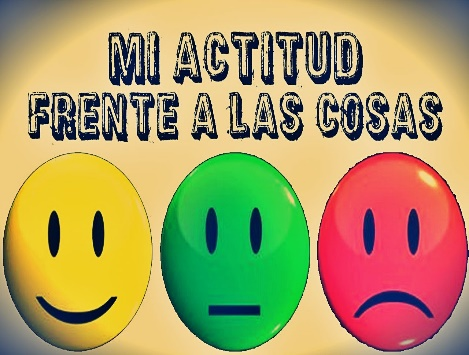 MI ACTITUD
FRENTE A LAS COSAS